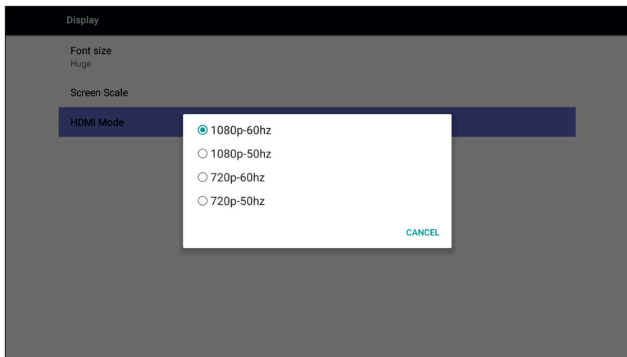 Display
Font size
Huge
Screen Scale
HDMI Mode
1080p-60hz
1080p-50hz
720p-60hz
720p-50hz
CANCEL